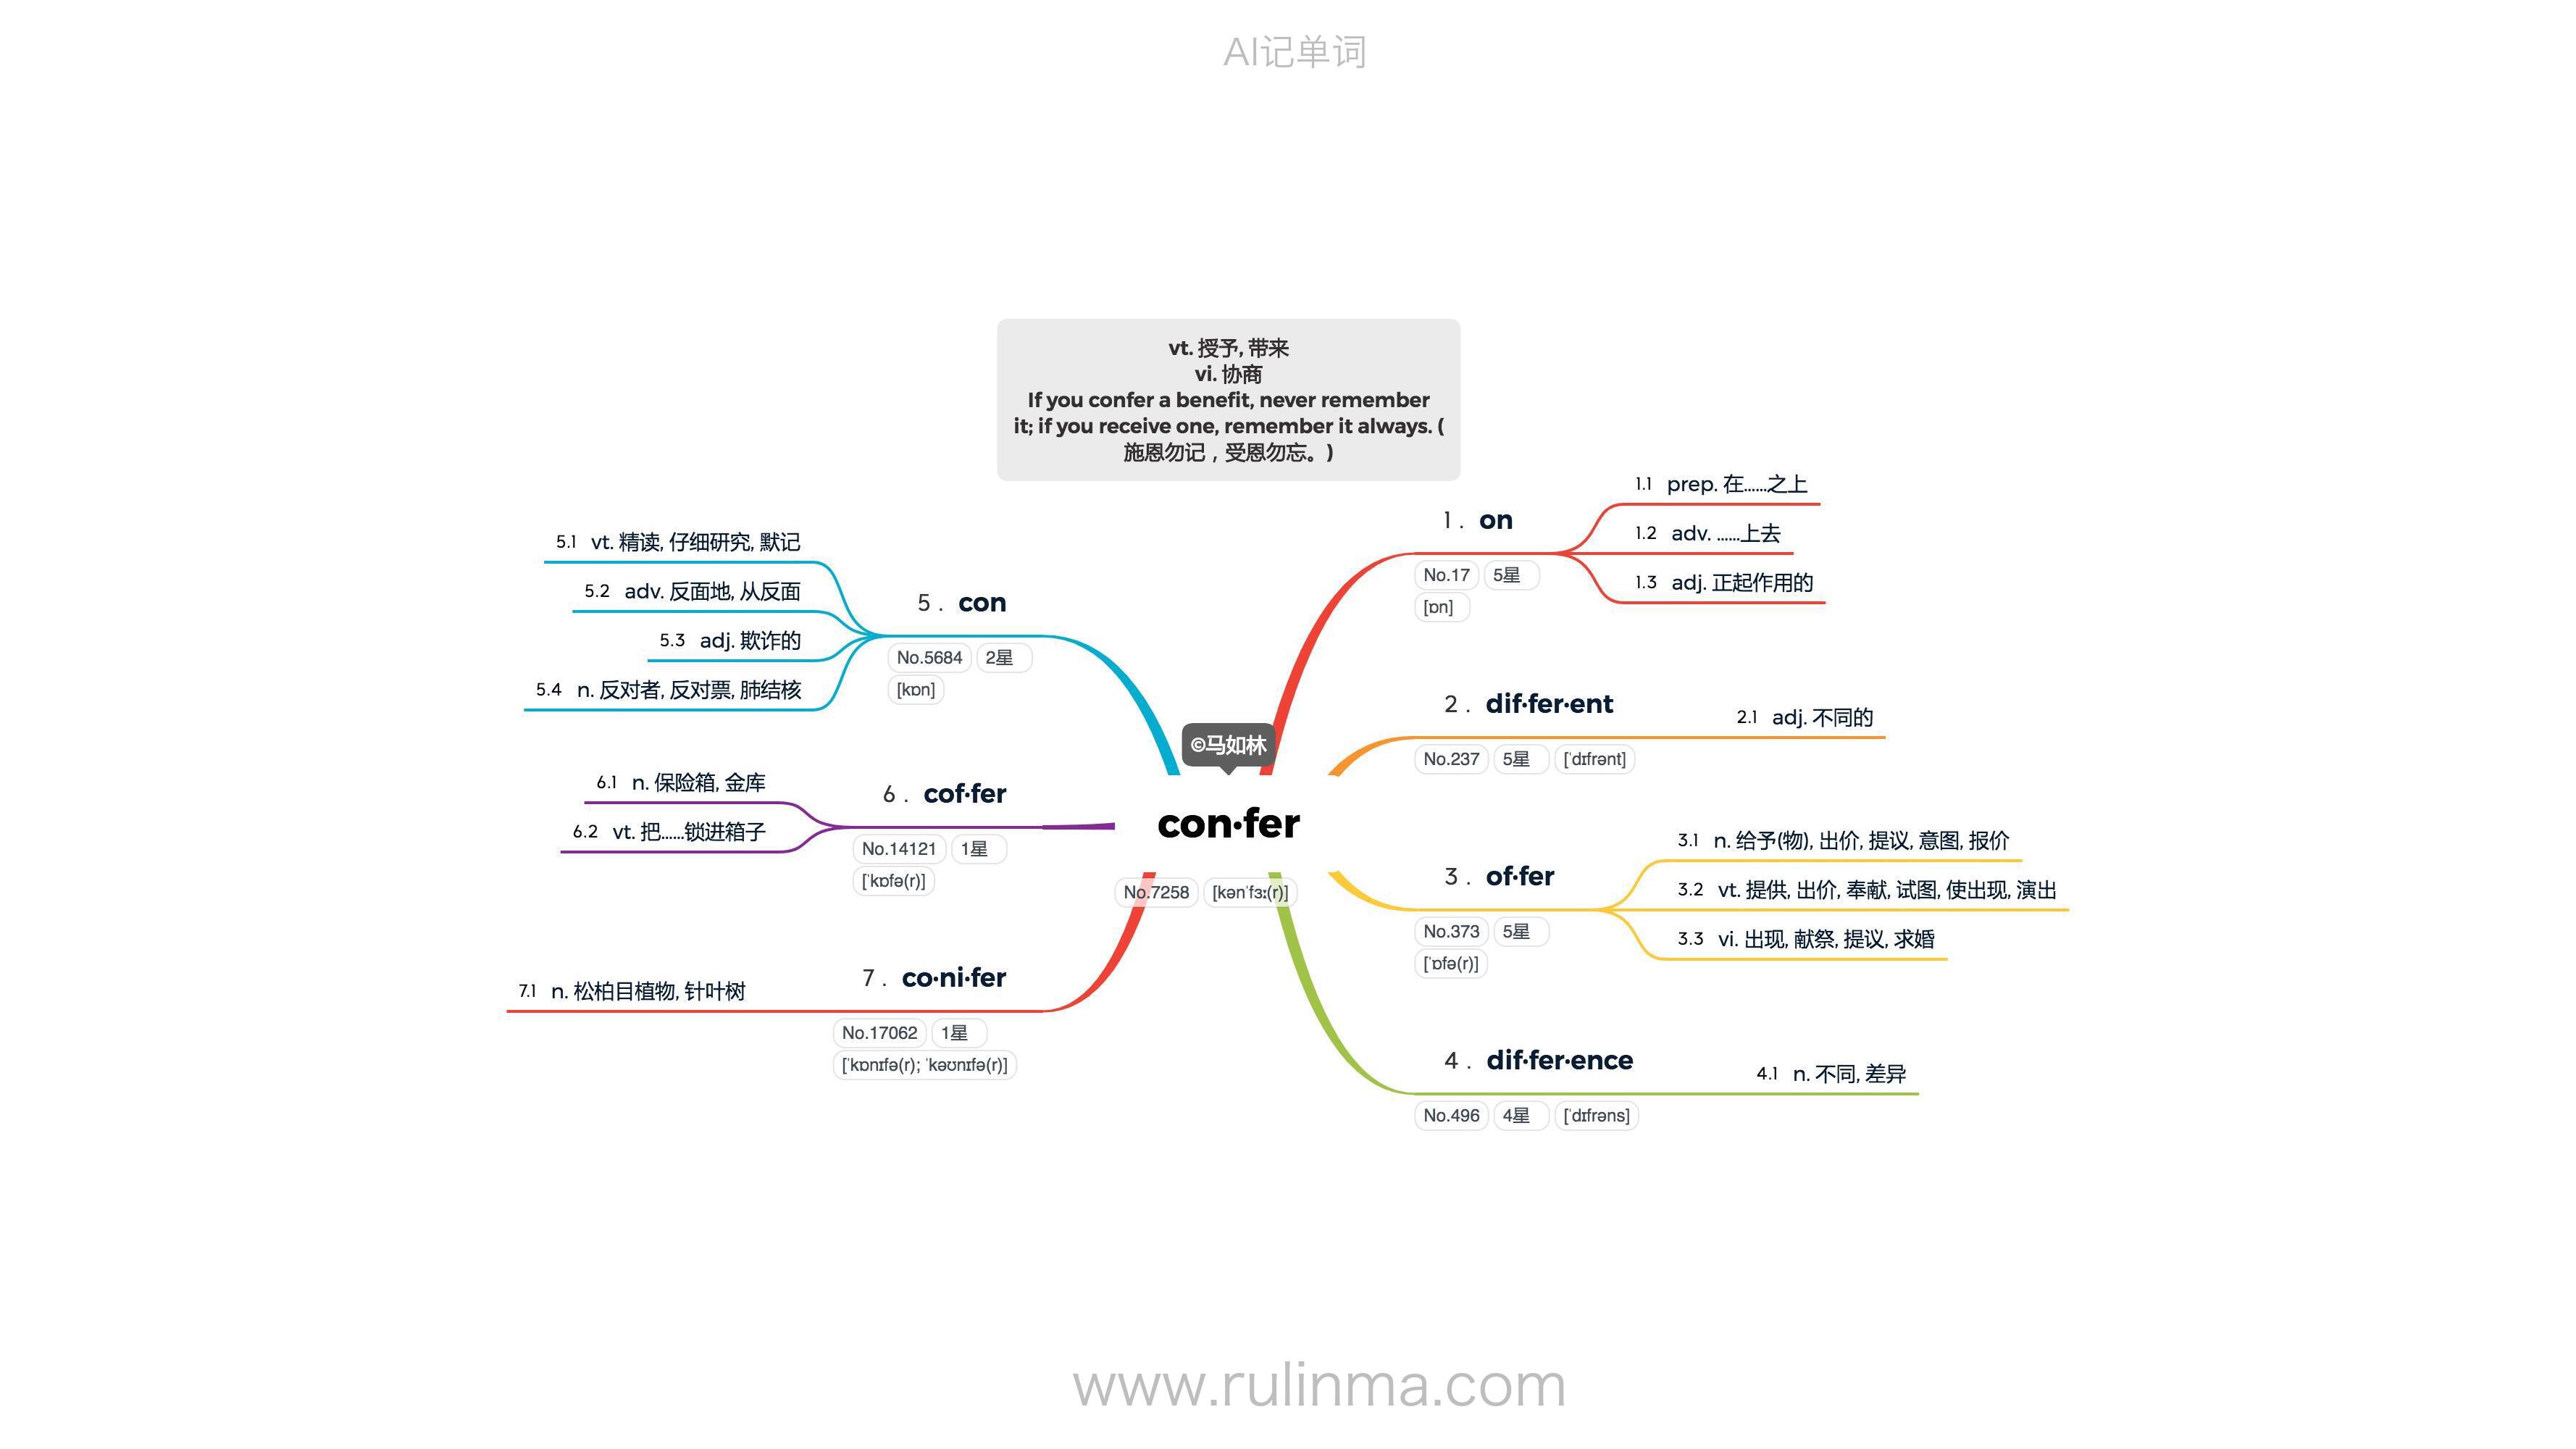 AI记单词
vt. 授予, 带来
vi. 协商
If you confer a benefit, never remember
it; if you receive one, remember it always. (
施恩勿记，受恩勿忘。)
©马如林
con·fer
No.7258 [kənˈfɜː(r)]
1. on
No.17 5星
[ɒn]
1.1 prep. 在……之上
1.2 adv. ……上去
1.3 adj. 正起作用的
2. dif·fer·ent
No.237 5星 [ˈdɪfrənt]
2.1 adj. 不同的
3. of·fer
No.373 5星
[ˈɒfə(r)]
3.1 n. 给予(物), 出价, 提议, 意图, 报价
3.2 vt. 提供, 出价, 奉献, 试图, 使出现, 演出
3.3 vi. 出现, 献祭, 提议, 求婚
4. dif·fer·ence
No.496 4星 [ˈdɪfrəns]
4.1 n. 不同, 差异
5. con
No.5684 2星
[kɒn]
5.1 vt. 精读, 仔细研究, 默记
5.2 adv. 反面地, 从反面
5.3 adj. 欺诈的
5.4 n. 反对者, 反对票, 肺结核
6. cof·fer
No.14121 1星
[ˈkɒfə(r)]
6.1 n. 保险箱, 金库
6.2 vt. 把……锁进箱子
7. co·ni·fer
No.17062 1星
[ˈkɒnɪfə(r); ˈkəʊnɪfə(r)]
7.1 n. 松柏目植物, 针叶树
www.rulinma.com